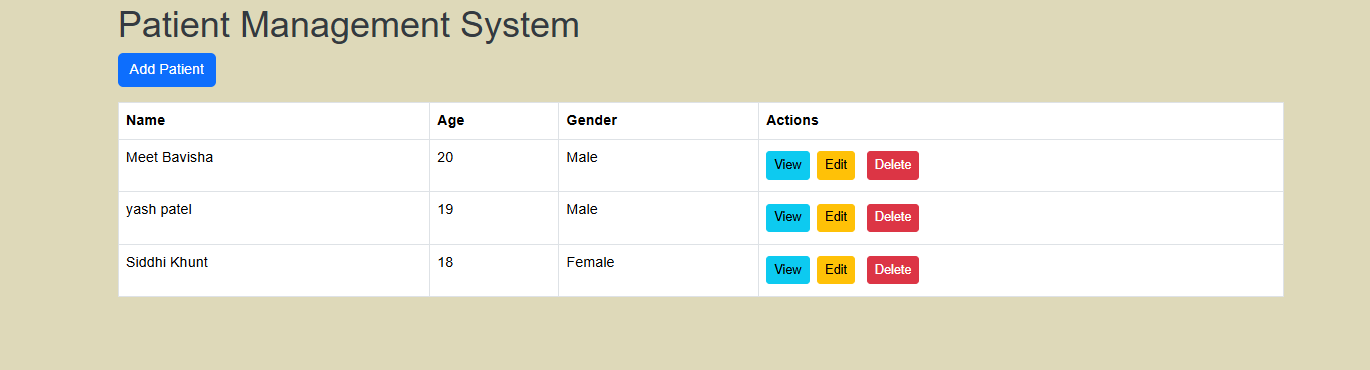 Patient Management System
Add Patient
Name Age Gender Actions
Meet Bavisha 20 Male View Edit Delete
yash patel 19 Male View Edit Delete
Siddhi Khunt 18 Female View Edit Delete